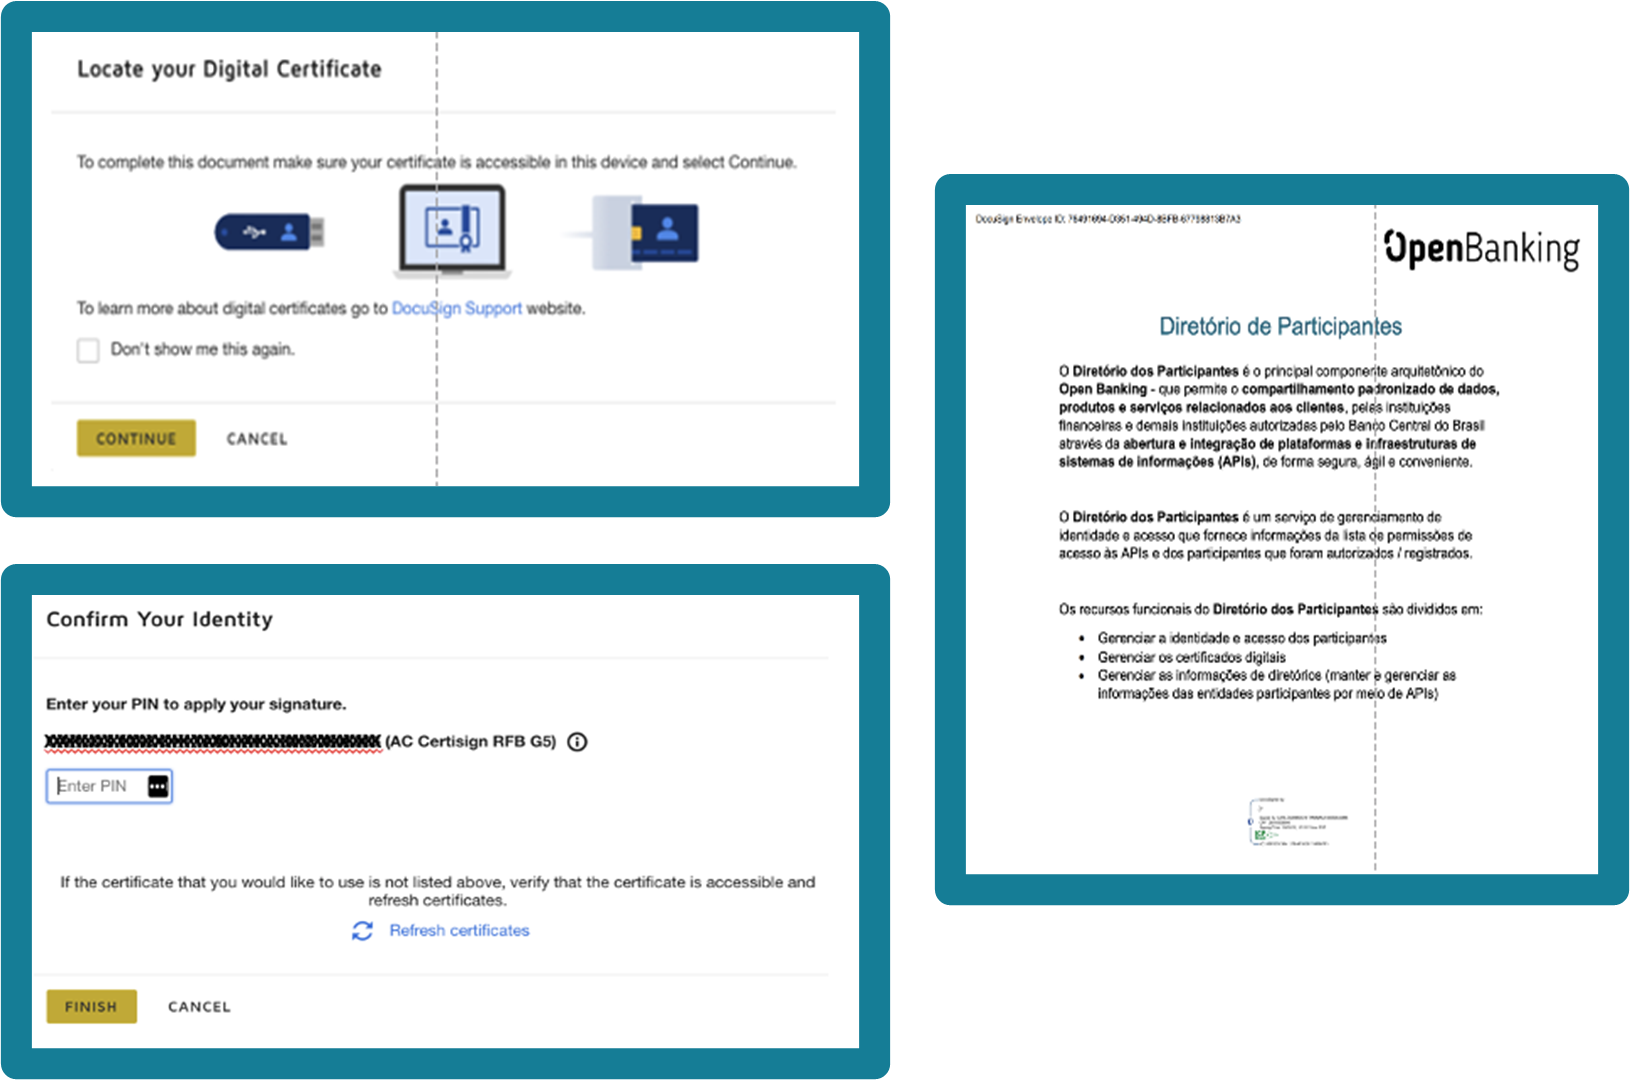 Locate your Digital Certificate
To complete this document make sure your certificate is accessible in this device and select Continue.
To learn more about digital certificates go to DocuSign Support website.
Don't show me this again.
CONTINUE CANCEL
Confirm Your Identity
Enter your PIN to apply your signature.
(AC Certisign RFB G5)
Enter PIN
If the certificate that you would like to use is not listed above, verify that the certificate is accessible and
refresh certificates.
Refresh certificates
FINISH CANCEL
DocuSign Envelope ID:
OpenBanking
Diretório de Participantes
O Diretório dos Participantes é o principal componente arquitetônico do
Open Banking - que permite o compartilhamento padronizado de dados,
produtos e serviços relacionados aos clientes, pelas instituições
financeiras e demais instituições autorizadas pelo Banco Central do Brasil
através da abertura e integração de plataformas e infraestruturas de
sistemas de informações (APIs), de forma segura, ágil e conveniente.
O Diretório dos Participantes é um serviço de gerenciamento de
identidade e acesso que fornece informações da lista de permissões de
acesso às APIs e dos participantes que foram autorizados / registrados.
Os recursos funcionais do Diretório dos Participantes são divididos em:
• Gerenciar a identidade e acesso dos participantes
• Gerenciar os certificados digitais
• Gerenciar as informações de diretórios (manter e gerenciar as
informações das entidades participantes por meio de APIs)